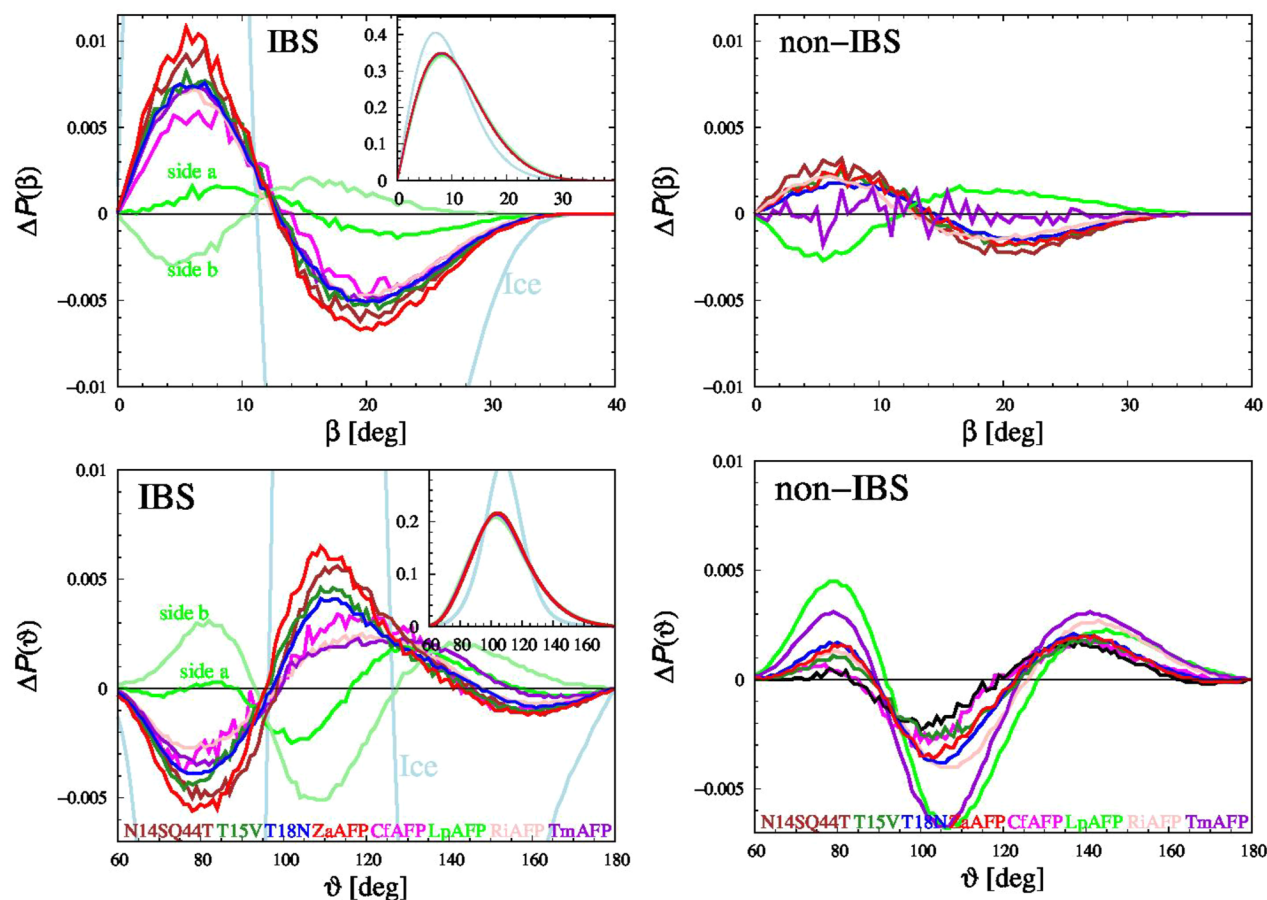 IBS
non-IBS
ΔP(β)
0.01
0.005
0
−0.005
−0.01
0.4
0.3
0.2
0.1
0
0 10 20 30
side a
side b
Ice
0 10 20 30 40
β [deg]
ΔP(β)
0.01
0.005
0
−0.005
−0.01
0 10 20 30 40
β [deg]
IBS
non-IBS
ΔP(ϑ)
0.01
0.005
0
−0.005
0.2
0.1
0
60 80 100 120 140 160
side b
side a
Ice
N14SQ44T T15V T18N ZaAFP CfAFP LpAFP RiAFP TmAFP
60 80 100 120 140 160 180
ϑ [deg]
ΔP(ϑ)
0.01
0.005
0
−0.005
N14SQ44T T15V T18N ZaAFP CfAFP LpAFP RiAFP TmAFP
60 80 100 120 140 160 180
ϑ [deg]